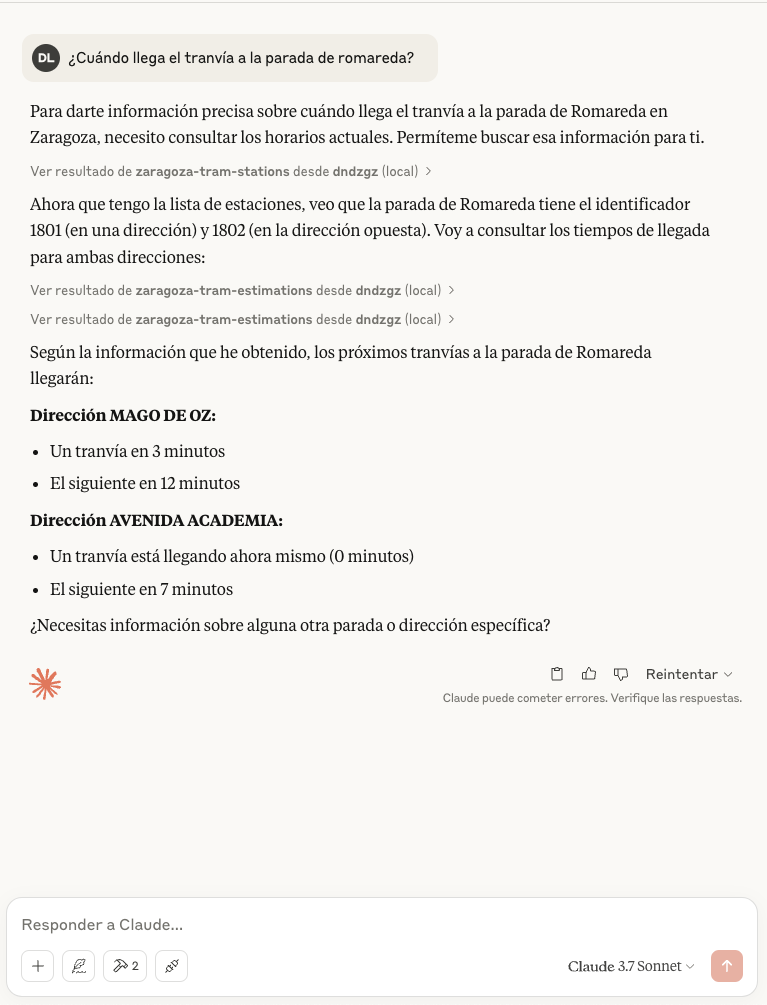 DL ¿Cuándo llega el tranvía a la parada de romareda?
Para darte información precisa sobre cuándo llega el tranvía a la parada de Romareda en
Zaragoza, necesito consultar los horarios actuales. Permíteme buscar esa información para ti.
Ver resultado de zaragoza-tram-stations desde dndzgz (local)
Ahora que tengo la lista de estaciones, veo que la parada de Romareda tiene el identificador
1801 (en una dirección) y 1802 (en la dirección opuesta). Voy a consultar los tiempos de llegada
para ambas direcciones:
Ver resultado de zaragoza-tram-estimations desde dndzgz (local)
Ver resultado de zaragoza-tram-estimations desde dndzgz (local)
Según la información que he obtenido, los próximos tranvías a la parada de Romareda
llegarán:
Dirección MAGO DE OZ:
• Un tranvía en 3 minutos
• El siguiente en 12 minutos
Dirección AVENIDA ACADEMIA:
• Un tranvía está llegando ahora mismo (0 minutos)
• El siguiente en 7 minutos
¿Necesitas información sobre alguna otra parada o dirección específica?
Reintentar
Claude puede cometer errores. Verifique las respuestas.
Responder a Claude...
2
Claude 3.7 Sonnet